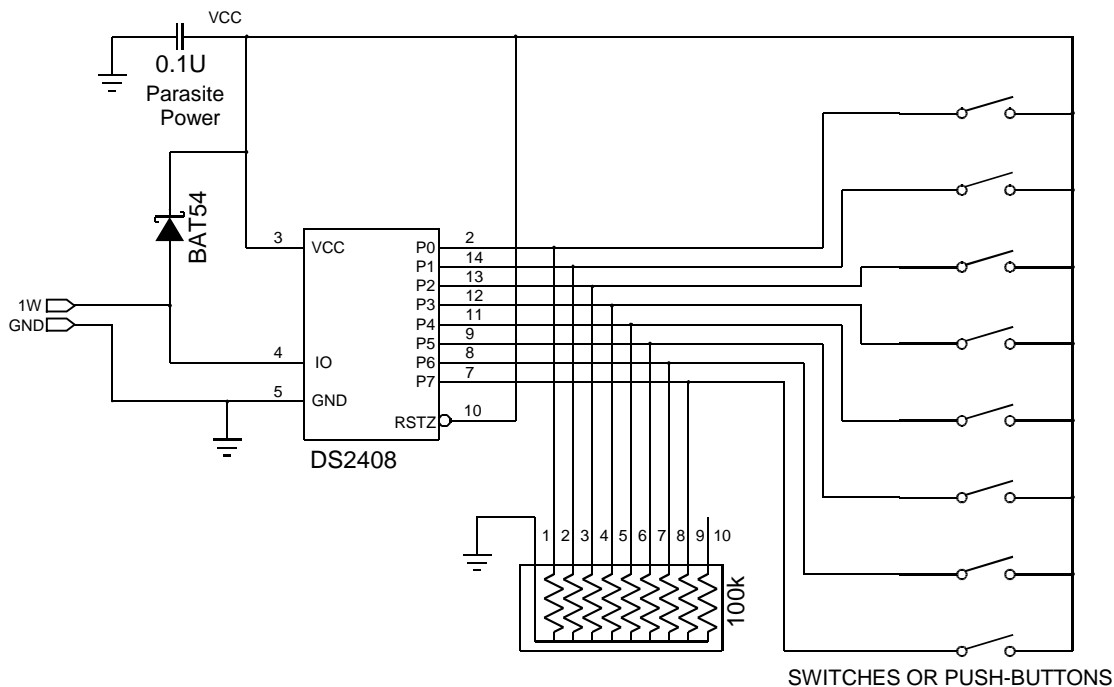 VCC
0.1U
Parasite
Power
BAT54
1W
GND
3
VCC
4
IO
5
GND
P0
2
P1
14
P2
13
P3
12
P4
11
P5
9
P6
8
P7
7
RSTZ
10
DS2408
1 2 3 4 5 6 7 8 9 10
100k
SWITCHES OR PUSH-BUTTONS